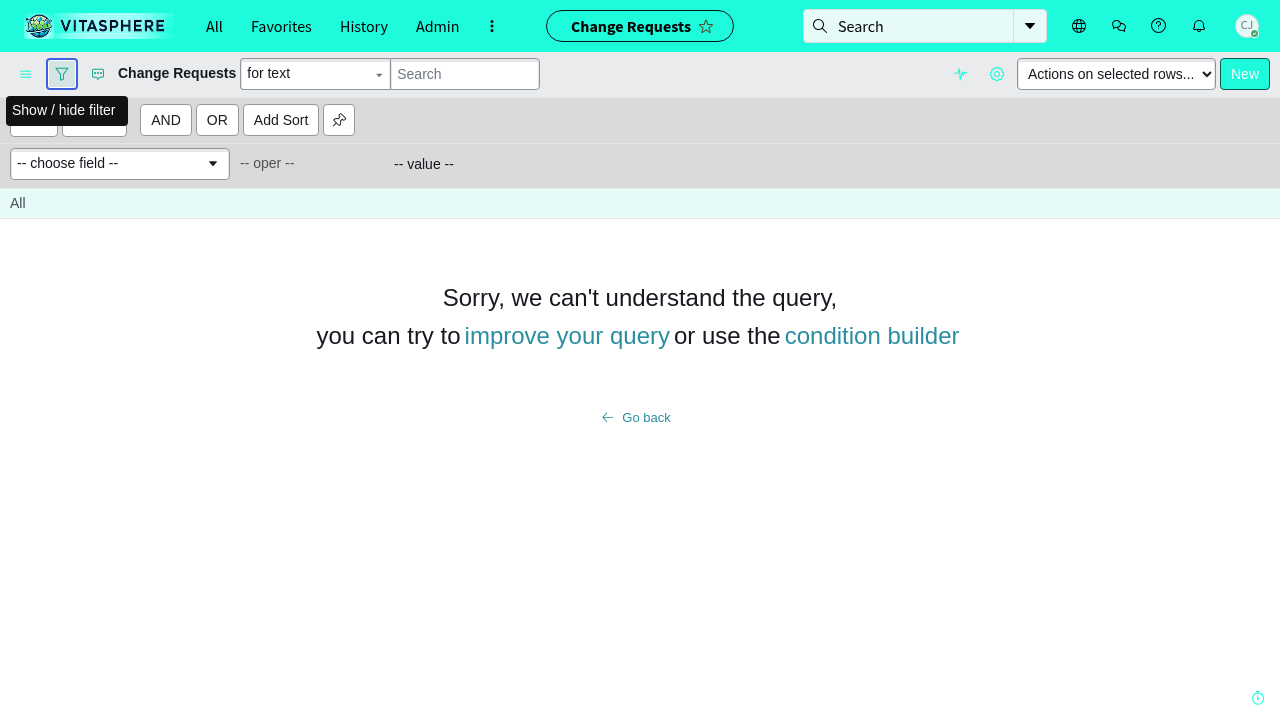 VITASPHERE All Favorites History Admin Change Requests Search CJ
Change Requests for text Search Actions on selected rows... New
Show / hide filter
AND OR Add Sort
-- choose field -- -- oper -- -- value --
All
Sorry, we can't understand the query,
you can try to improve your query or use the condition builder
Go back